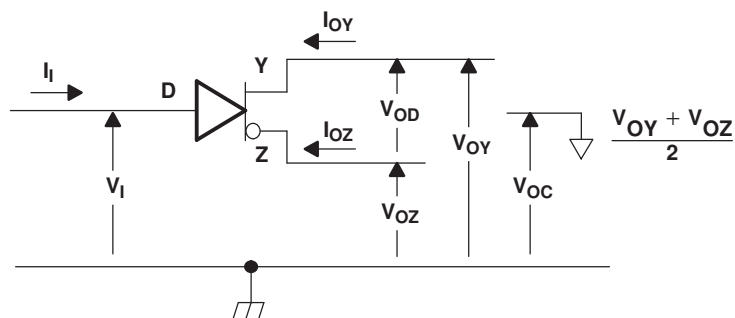 I_OY
I_I
D
Y
V_OD
I_OZ
Z
V_OY
V_OY + V_OZ
2
V_I
V_OZ
V_OC